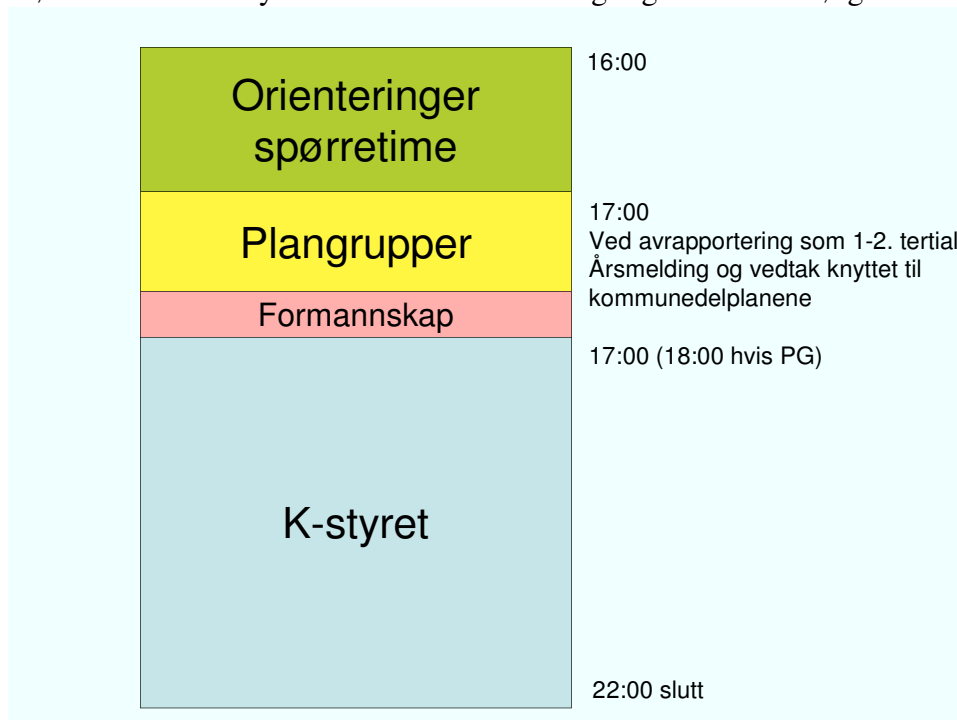 Orienteringer
spørretime
16:00
Plangrupper
17:00
Ved avrapportering som 1-2. tertial
Årsmelding og vedtak knyttet til
kommunedelplanene
Formannskap
17:00 (18:00 hvis PG)
K-styret
22:00 slutt